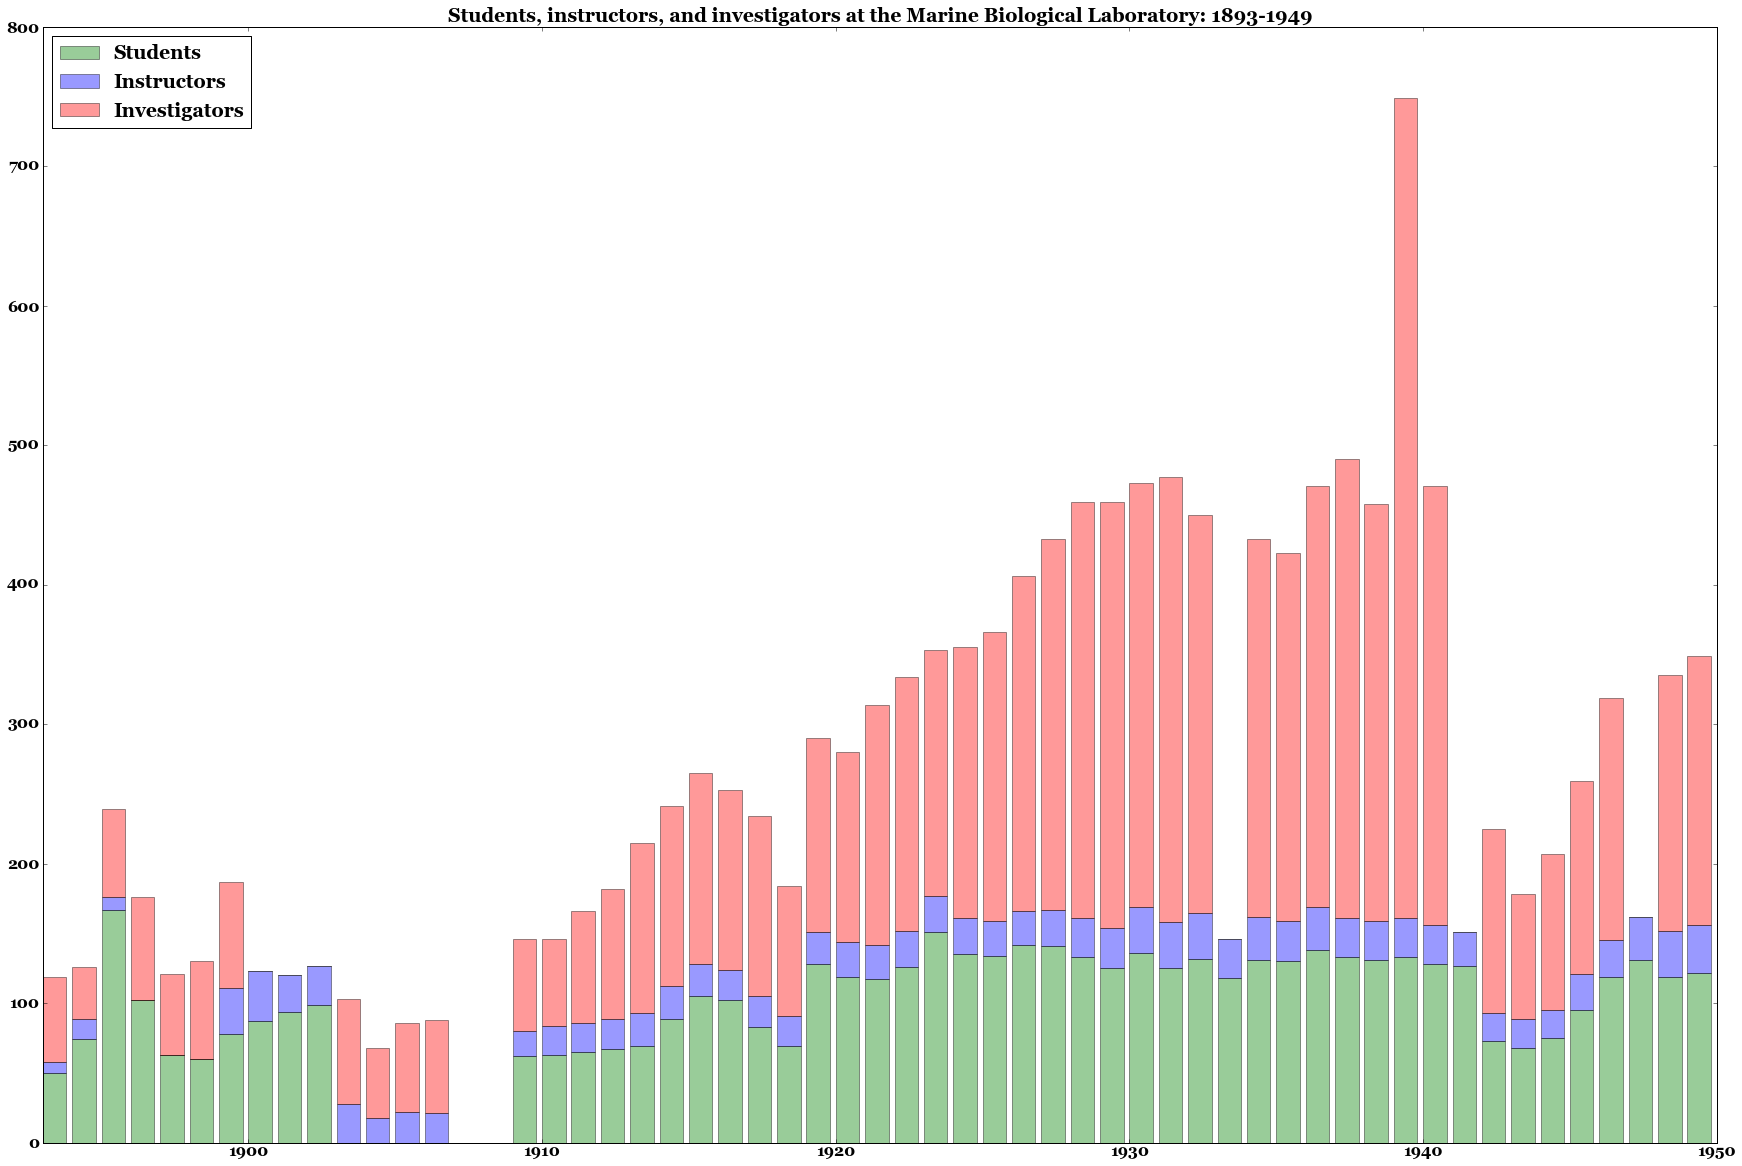 Students, instructors, and investigators at the Marine Biological Laboratory: 1893-1949
Students
Instructors
Investigators
800
700
600
500
400
300
200
100
0
1900 1910 1920 1930 1940 1950